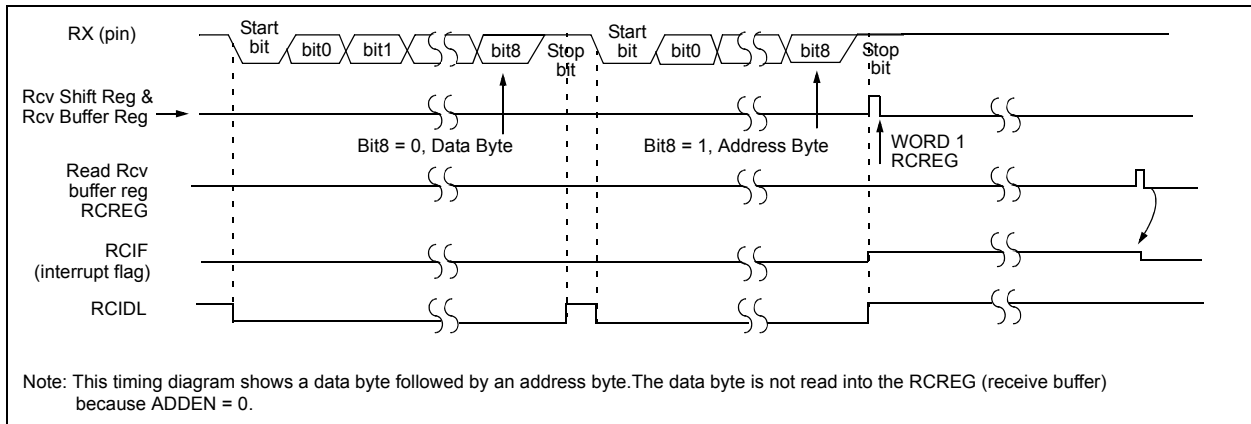 RX (pin)
Start
bit
bit0
bit1
bit8
Stop
bit
Start
bit
bit0
bit8
Stop
bit
Rcv Shift Reg &
Rcv Buffer Reg
Bit8 = 0, Data Byte
Bit8 = 1, Address Byte
WORD 1
RCREG
Read Rcv
buffer reg
RCREG
RCIF
(interrupt flag)
RCIDL
Note: This timing diagram shows a data byte followed by an address byte.The data byte is not read into the RCREG (receive buffer)
because ADDEN = 0.